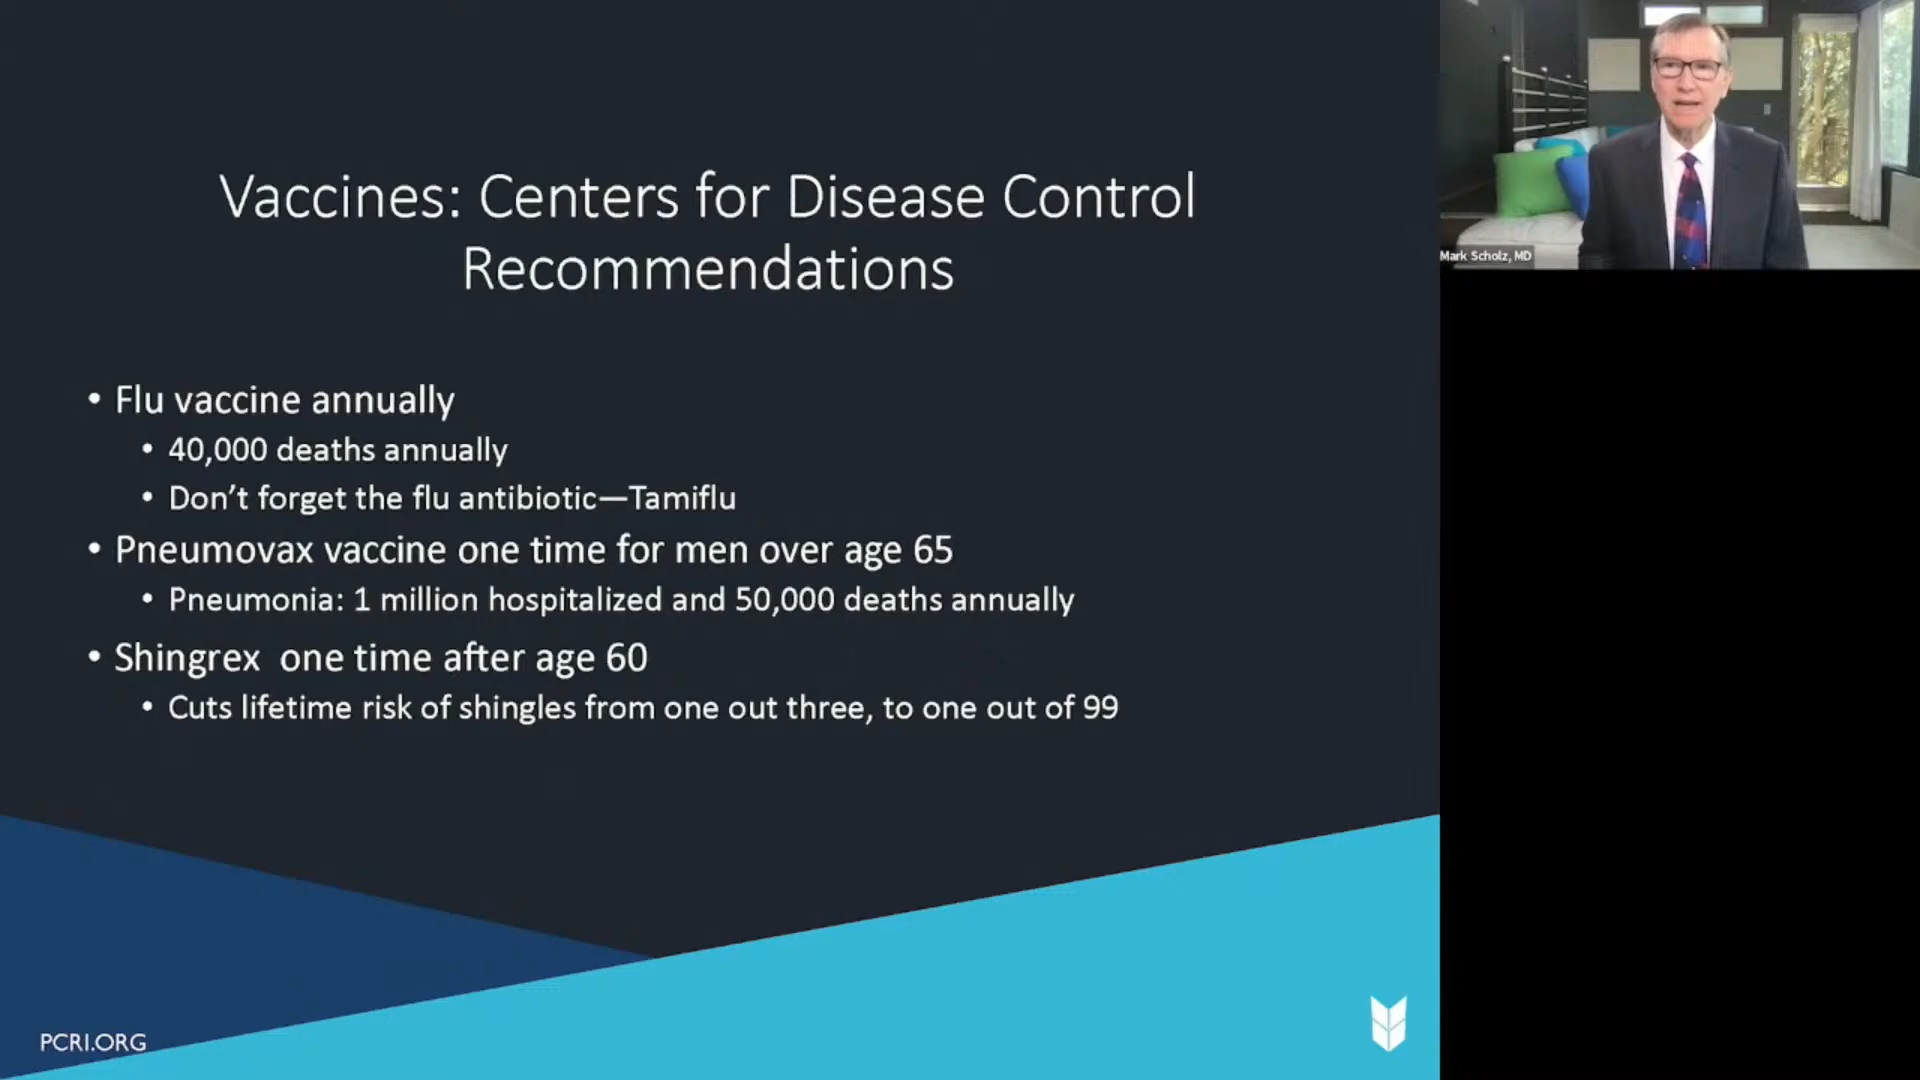 Vaccines: Centers for Disease Control
Recommendations
• Flu vaccine annually
• 40,000 deaths annually
• Don’t forget the flu antibiotic—Tamiflu
• Pneumovax vaccine one time for men over age 65
• Pneumonia: 1 million hospitalized and 50,000 deaths annually
• Shingrex  one time after age 60
• Cuts lifetime risk of shingles from one out three, to one out of 99
PCRI.ORG
Mark Scholz, MD